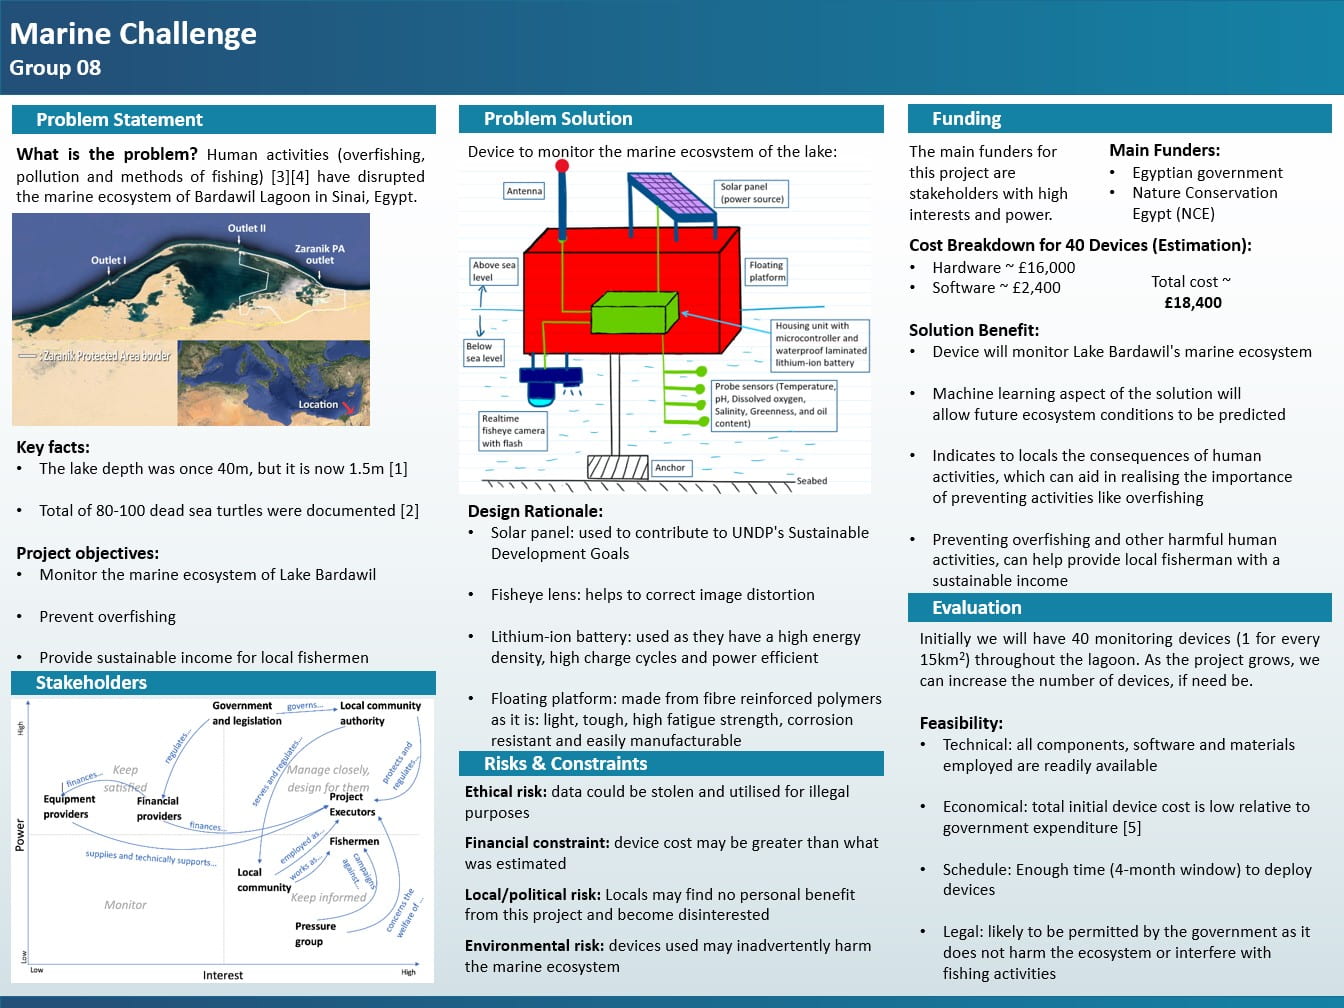 Marine Challenge
Group 08
Problem Statement
What is the problem? Human activities (overfishing,
pollution and methods of fishing) [3][4] have disrupted
the marine ecosystem of Bardawil Lagoon in Sinai, Egypt.
Outlet II
Zaranik PA
outlet
Outlet I
: Zaranik Protected Area border
Location
Key facts:
• The lake depth was once 40m, but it is now 1.5m [1]
• Total of 80-100 dead sea turtles were documented [2]
Project objectives:
• Monitor the marine ecosystem of Lake Bardawil
• Prevent overfishing
• Provide sustainable income for local fishermen
Stakeholders
High
Power
Low
Low
Interest
High
Government
and legislation
governs...
Local community
authority
regulates...
serves and regulates...
protects and
regulates...
Keep
satisfied
Manage closely,
design for them
finances...
Equipment
providers
Financial
providers
Project
Executors
finances...
supplies and technically supports...
employed as...
works as...
Fishermen
campaigns
against...
Local
community
Keep informed
Monitor
concerns the
welfare of ...
Pressure
group
Problem Solution
Device to monitor the marine ecosystem of the lake:
Antenna
Solar panel
(power source)
Above sea
level
Floating
platform
Below
sea level
Housing unit with
microcontroller and
waterproof laminated
lithium-ion battery
Probe sensors (Temperature,
pH, Dissolved oxygen,
Salinity, Greenness, and oil
content)
Realtime
fisheye camera
with flash
Anchor
Seabed
Design Rationale:
• Solar panel: used to contribute to UNDP's Sustainable
Development Goals
• Fisheye lens: helps to correct image distortion
• Lithium-ion battery: used as they have a high energy
density, high charge cycles and power efficient
• Floating platform: made from fibre reinforced polymers
as it is: light, tough, high fatigue strength, corrosion
resistant and easily manufacturable
Risks & Constraints
Ethical risk: data could be stolen and utilised for illegal
purposes
Financial constraint: device cost may be greater than what
was estimated
Local/political risk: Locals may find no personal benefit
from this project and become disinterested
Environmental risk: devices used may inadvertently harm
the marine ecosystem
Funding
The main funders for
this project are
stakeholders with high
interests and power.
Main Funders:
• Egyptian government
• Nature Conservation
Egypt (NCE)
Cost Breakdown for 40 Devices (Estimation):
• Hardware ~ £16,000
• Software ~ £2,400
Total cost ~
£18,400
Solution Benefit:
• Device will monitor Lake Bardawil's marine ecosystem
• Machine learning aspect of the solution will
allow future ecosystem conditions to be predicted
• Indicates to locals the consequences of human
activities, which can aid in realising the importance
of preventing activities like overfishing
• Preventing overfishing and other harmful human
activities, can help provide local fisherman with a
sustainable income
Evaluation
Initially we will have 40 monitoring devices (1 for every
15km²) throughout the lagoon. As the project grows, we
can increase the number of devices, if need be.
Feasibility:
• Technical: all components, software and materials
employed are readily available
• Economical: total initial device cost is low relative to
government expenditure [5]
• Schedule: Enough time (4-month window) to deploy
devices
• Legal: likely to be permitted by the government as it
does not harm the ecosystem or interfere with
fishing activities